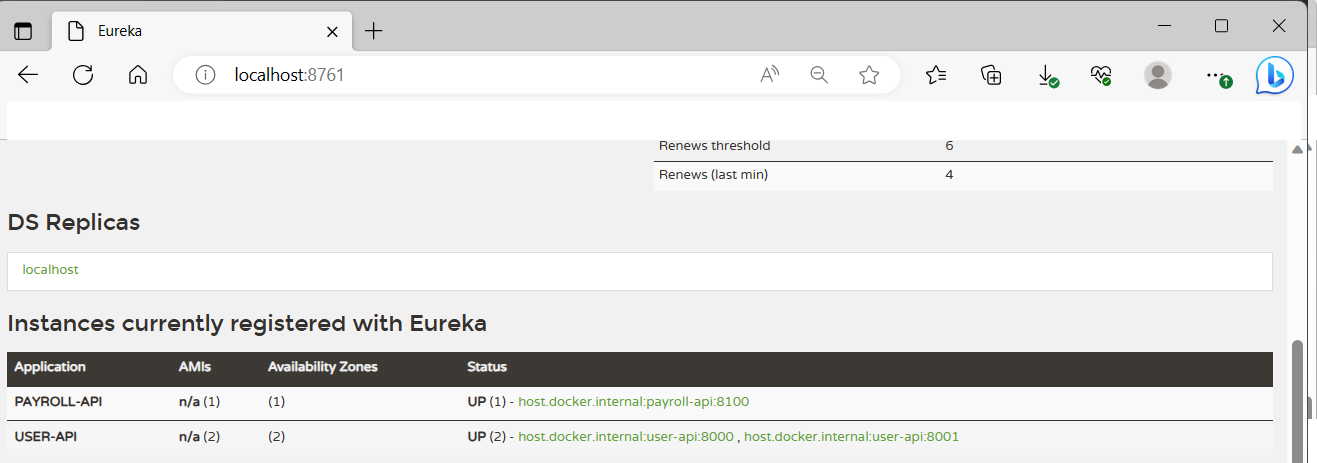 Eureka
localhost:8761
Renews threshold 6
Renews (last min) 4
DS Replicas
localhost
Instances currently registered with Eureka
Application AMIs Availability Zones Status
PAYROLL-API n/a (1) (1) UP (1) - host.docker.internal:payroll-api:8100
USER-API n/a (2) (2) UP (2) - host.docker.internal:user-api:8000 , host.docker.internal:user-api:8001